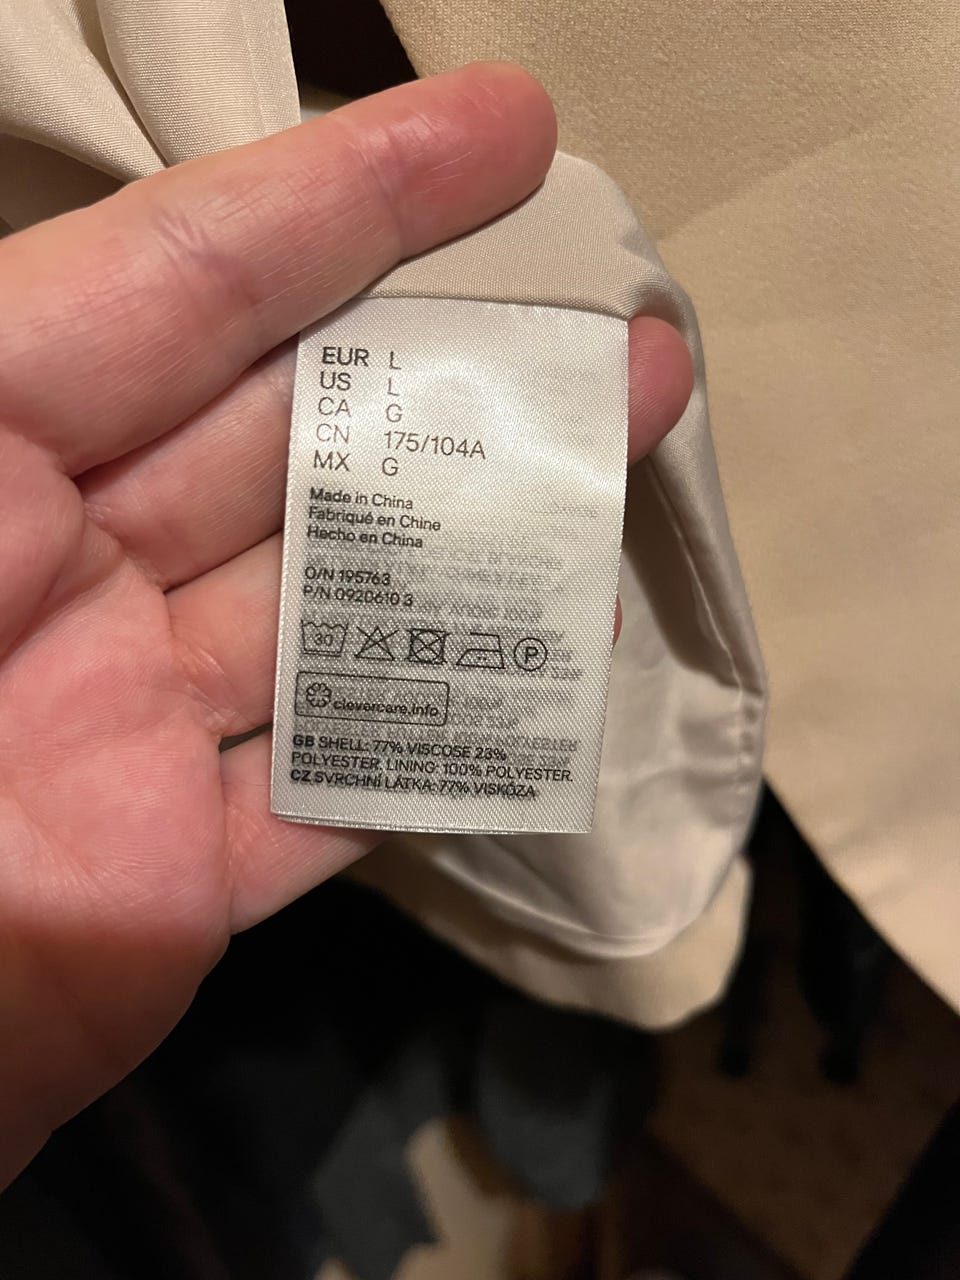 EUR L
US L
CA G
CN 175/104A
MX G
Made in China
Fabriqué en Chine
Hecho en China
O/N 195763
P/N 0920610 3
30 P
clevercare.info
GB SHELL: 77% VISCOSE 23%
POLYESTER. LINING: 100% POLYESTER.
CZ SVRCHNÍ LÁTKA: 77% VISKÓZA